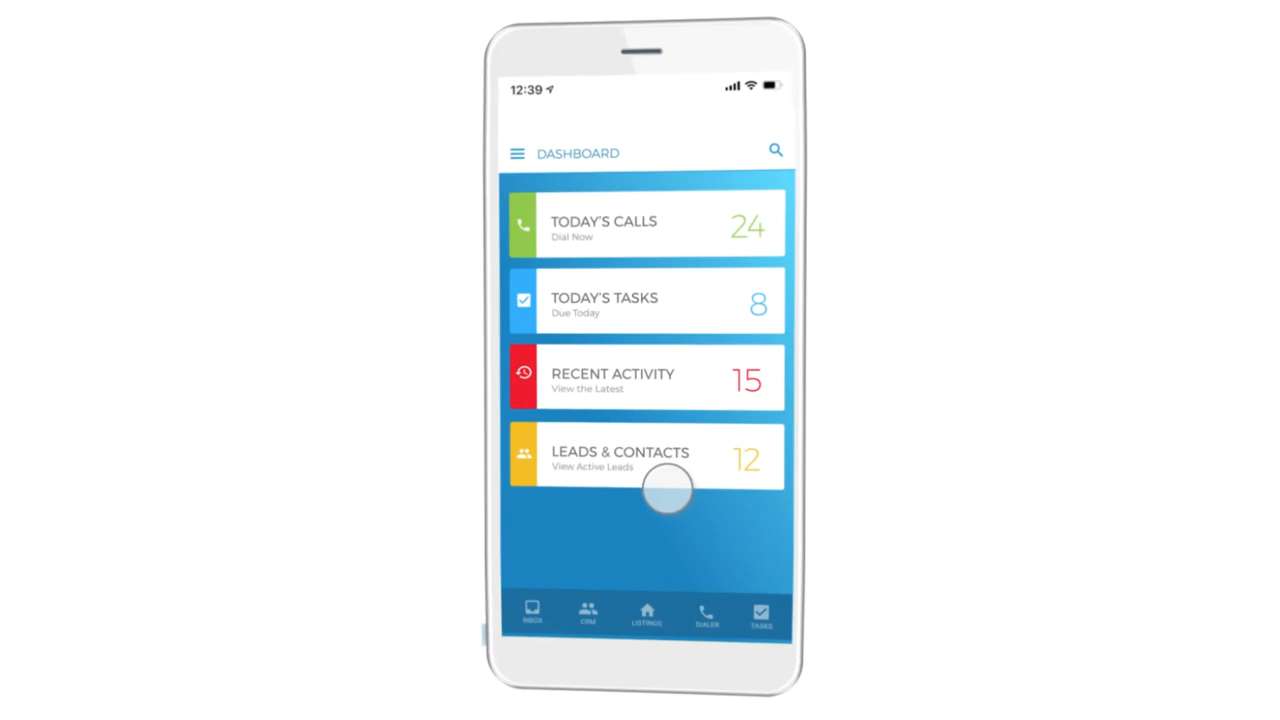 12:39
DASHBOARD
TODAY'S CALLS
Dial Now
24
TODAY'S TASKS
Due Today
8
RECENT ACTIVITY
View the Latest
15
LEADS & CONTACTS
View Active Leads
12
INBOX CRM LISTINGS DIALER TASKS